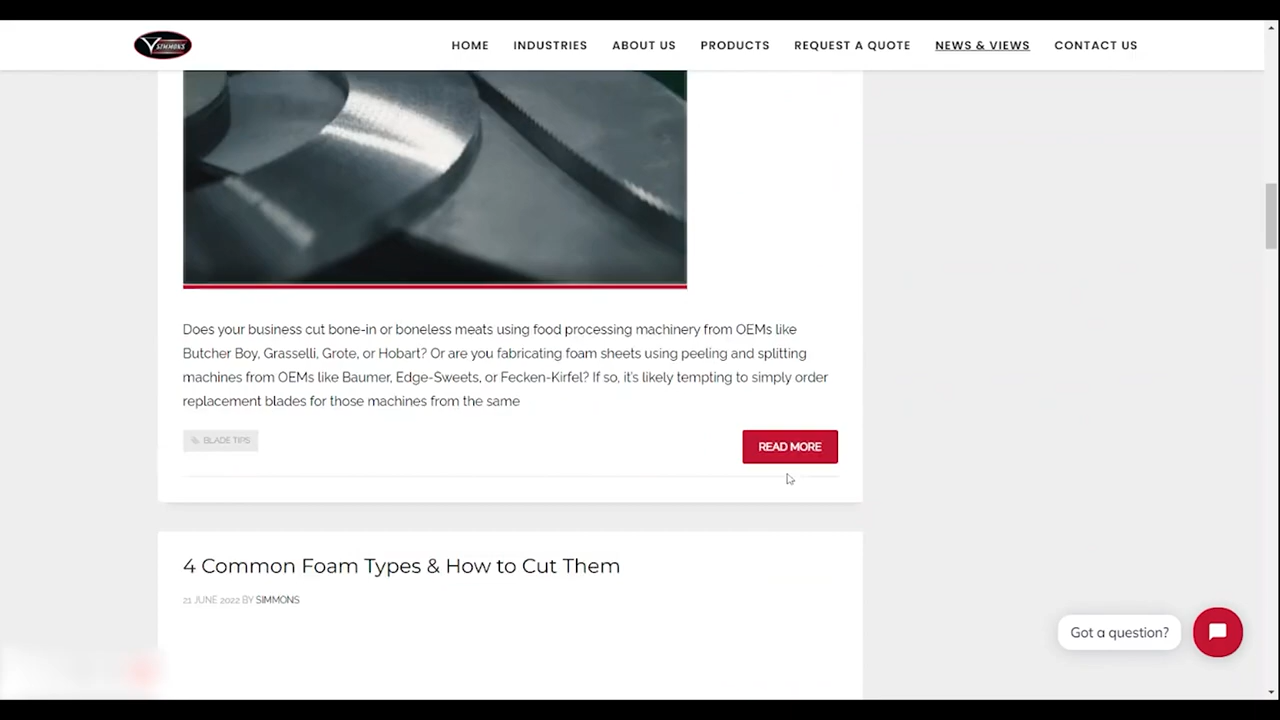 SIMMONS
HOME INDUSTRIES ABOUT US PRODUCTS REQUEST A QUOTE NEWS & VIEWS CONTACT US
Does your business cut bone-in or boneless meats using food processing machinery from OEMs like
Butcher Boy, Grasselli, Grote, or Hobart? Or are you fabricating foam sheets using peeling and splitting
machines from OEMs like Baumer, Edge-Sweets, or Fecken-Kirfel? If so, it's likely tempting to simply order
replacement blades for those machines from the same
BLADE TIPS
READ MORE
4 Common Foam Types & How to Cut Them
21 JUNE 2022 BY SIMMONS
Got a question?